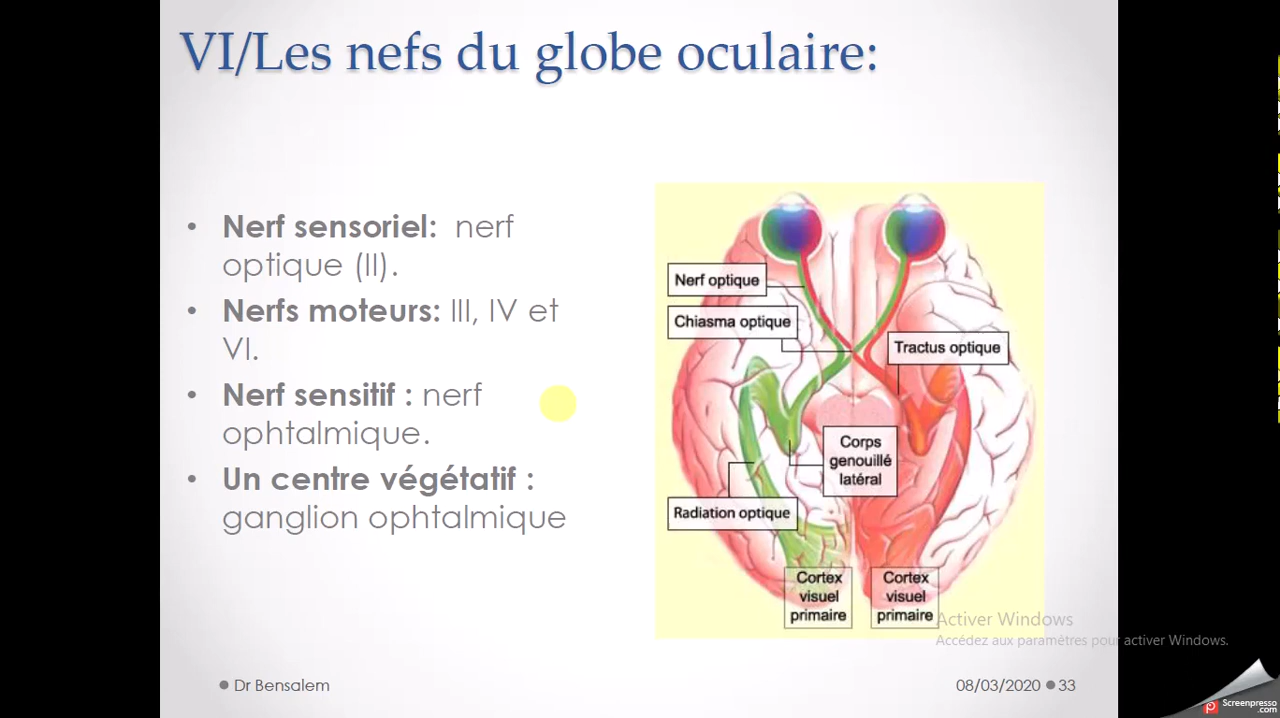 VI/Les nefs du globe oculaire:
• Nerf sensoriel: nerf
optique (II).
• Nerfs moteurs: III, IV et
VI.
• Nerf sensitif : nerf
ophtalmique.
• Un centre végétatif :
ganglion ophtalmique
Nerf optique
Chiasma optique
Tractus optique
Corps
genouillé
latéral
Radiation optique
Cortex
visuel
primaire
Cortex
visuel
primaire
Activer Windows
Accédez aux paramètres pour activer Windows.
Dr Bensalem
08/03/2020
33
Screenpresso
.com